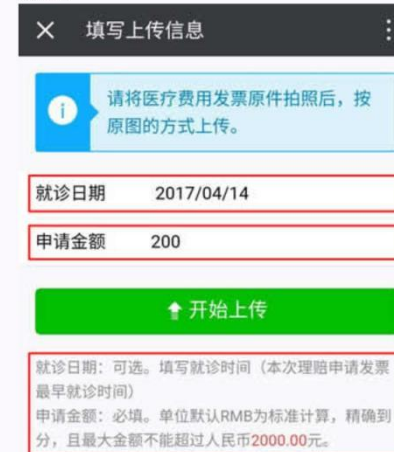 填写上传信息
请将医疗费用发票原件拍照后，按
原图的方式上传。
就诊日期 2017/04/14
申请金额 200
开始上传
就诊日期：可选。填写就诊时间（本次理赔申请发票
最早就诊时间）
申请金额：必填。单位默认RMB为标准计算，精确到
分，且最大金额不能超过人民币2000.00元。